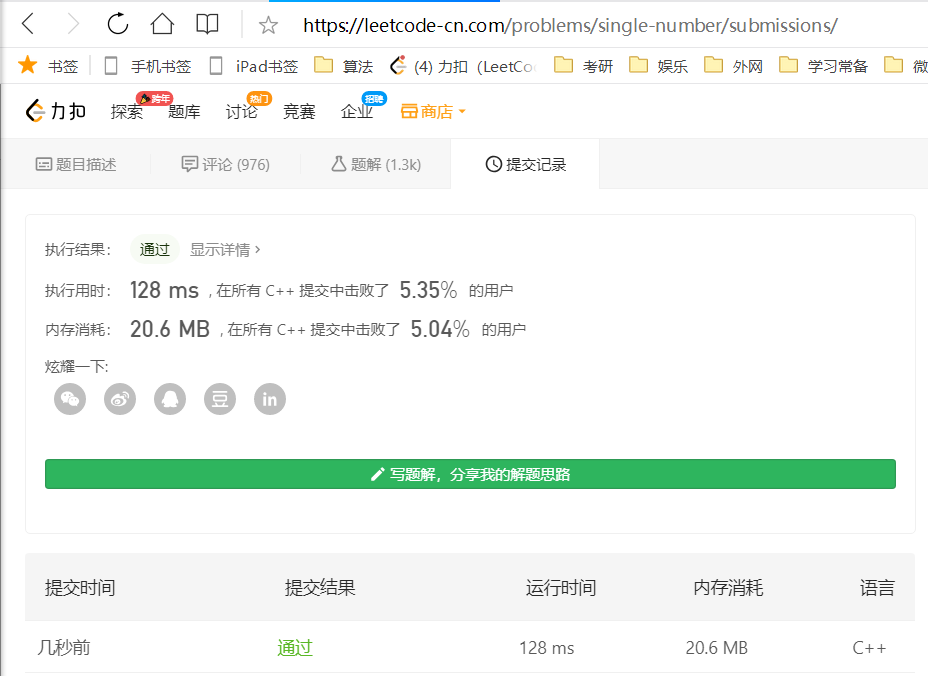 https://leetcode-cn.com/problems/single-number/submissions/
书签 手机书签 iPad书签 算法 (4) 力扣（LeetCo 考研 娱乐 外网 学习常备 微
力扣 探索 跨年 题库 讨论 热门 竞赛 企业 招聘 商店
题目描述 评论 (976) 题解 (1.3k) 提交记录
执行结果： 通过 显示详情 ›
执行用时： 128 ms , 在所有 C++ 提交中击败了 5.35% 的用户
内存消耗： 20.6 MB , 在所有 C++ 提交中击败了 5.04% 的用户
炫耀一下:
豆 in
写题解，分享我的解题思路
提交时间 提交结果 运行时间 内存消耗 语言
几秒前 通过 128 ms 20.6 MB C++